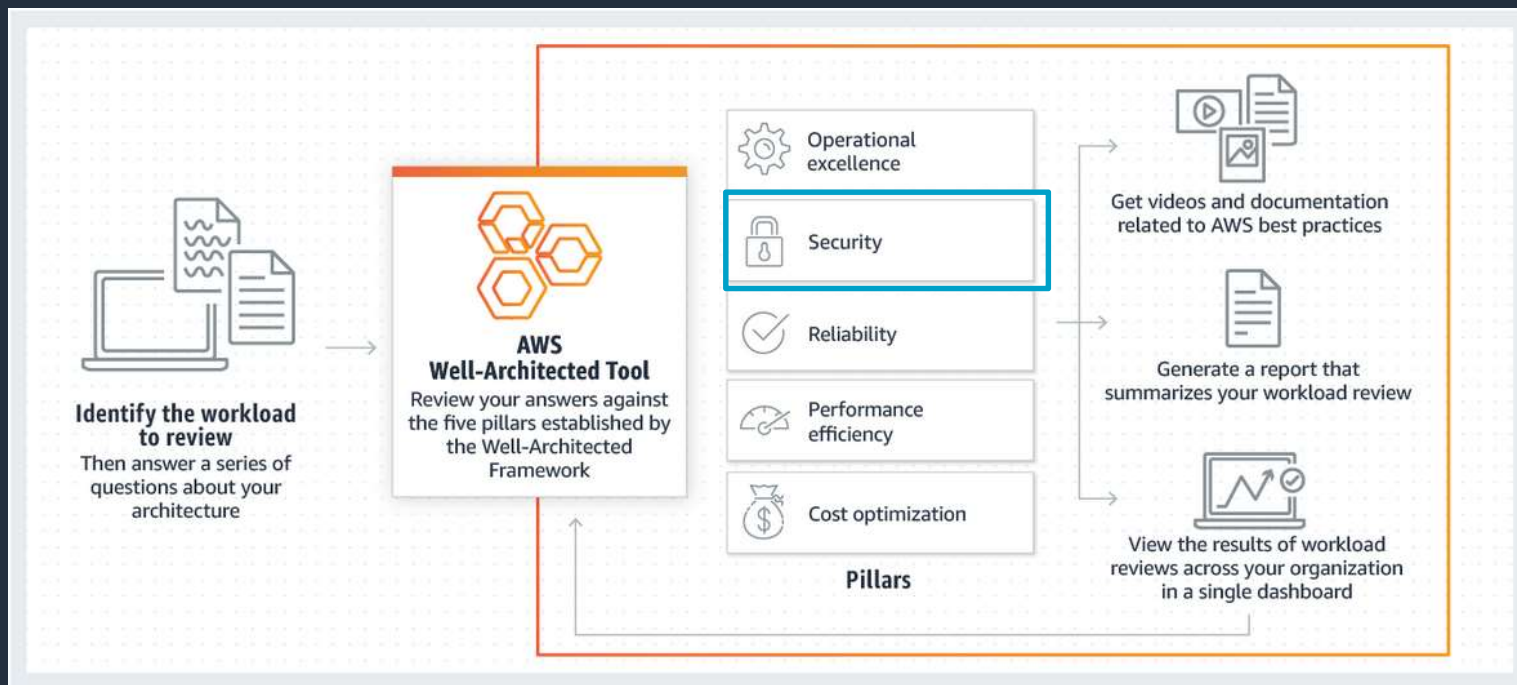 Identify the workload
to review
Then answer a series of
questions about your
architecture
AWS
Well-Architected Tool
Review your answers against
the five pillars established by
the Well-Architected
Framework
Operational
excellence
Security
Reliability
Performance
efficiency
$
Cost optimization
Pillars
Get videos and documentation
related to AWS best practices
Generate a report that
summarizes your workload review
View the results of workload
reviews across your organization
in a single dashboard